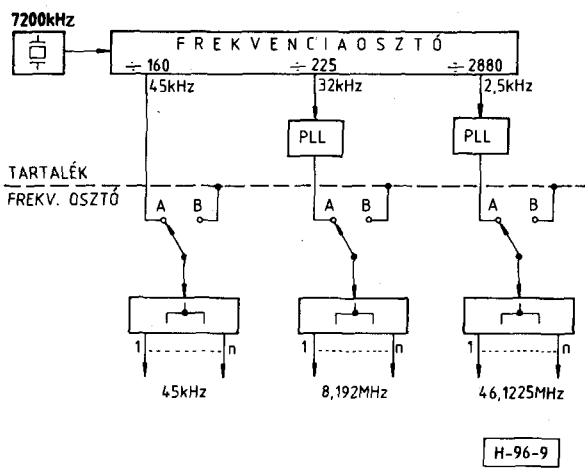 7200kHz
FREKVENCIAOSZTÓ
÷ 160 ÷ 225 ÷ 2880
45kHz 32kHz 2,5kHz
PLL PLL
TARTALÉK
FREKV. OSZTÓ
A B A B A B
1 n 1 n 1 n
45kHz 8,192MHz 46,1225MHz
H-96-9